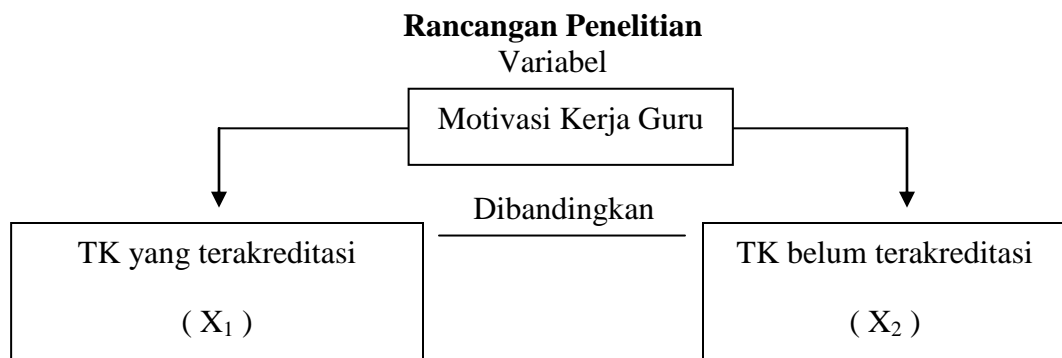 Rancangan Penelitian
Variabel
Motivasi Kerja Guru
Dibandingkan
TK yang terakreditasi
( X₁ )
TK belum terakreditasi
( X₂ )